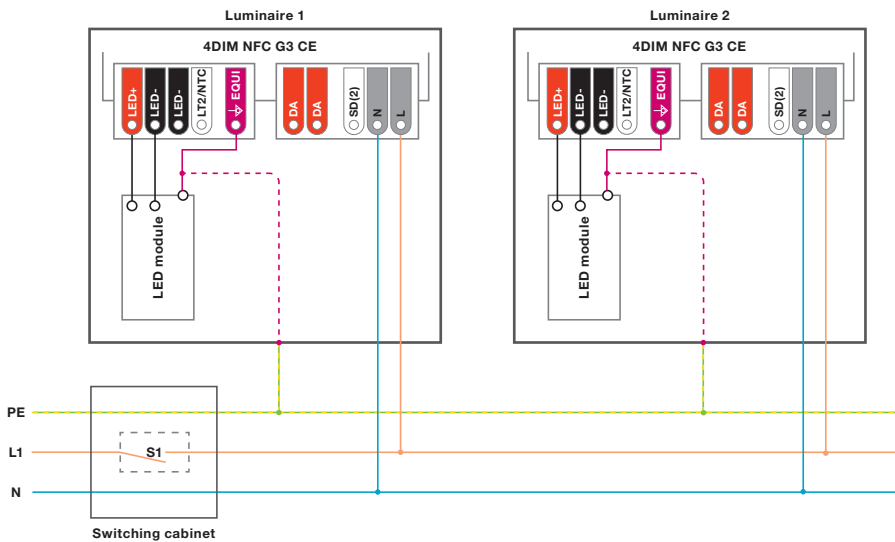 Luminaire 1
4DIM NFC G3 CE
LED+
LED-
LED-
LT2/NTC
EQUI
DA
DA
SD(2)
N
L
LED module
Luminaire 2
4DIM NFC G3 CE
LED+
LED-
LED-
LT2/NTC
EQUI
DA
DA
SD(2)
N
L
LED module
PE
L1
S1
N
Switching cabinet